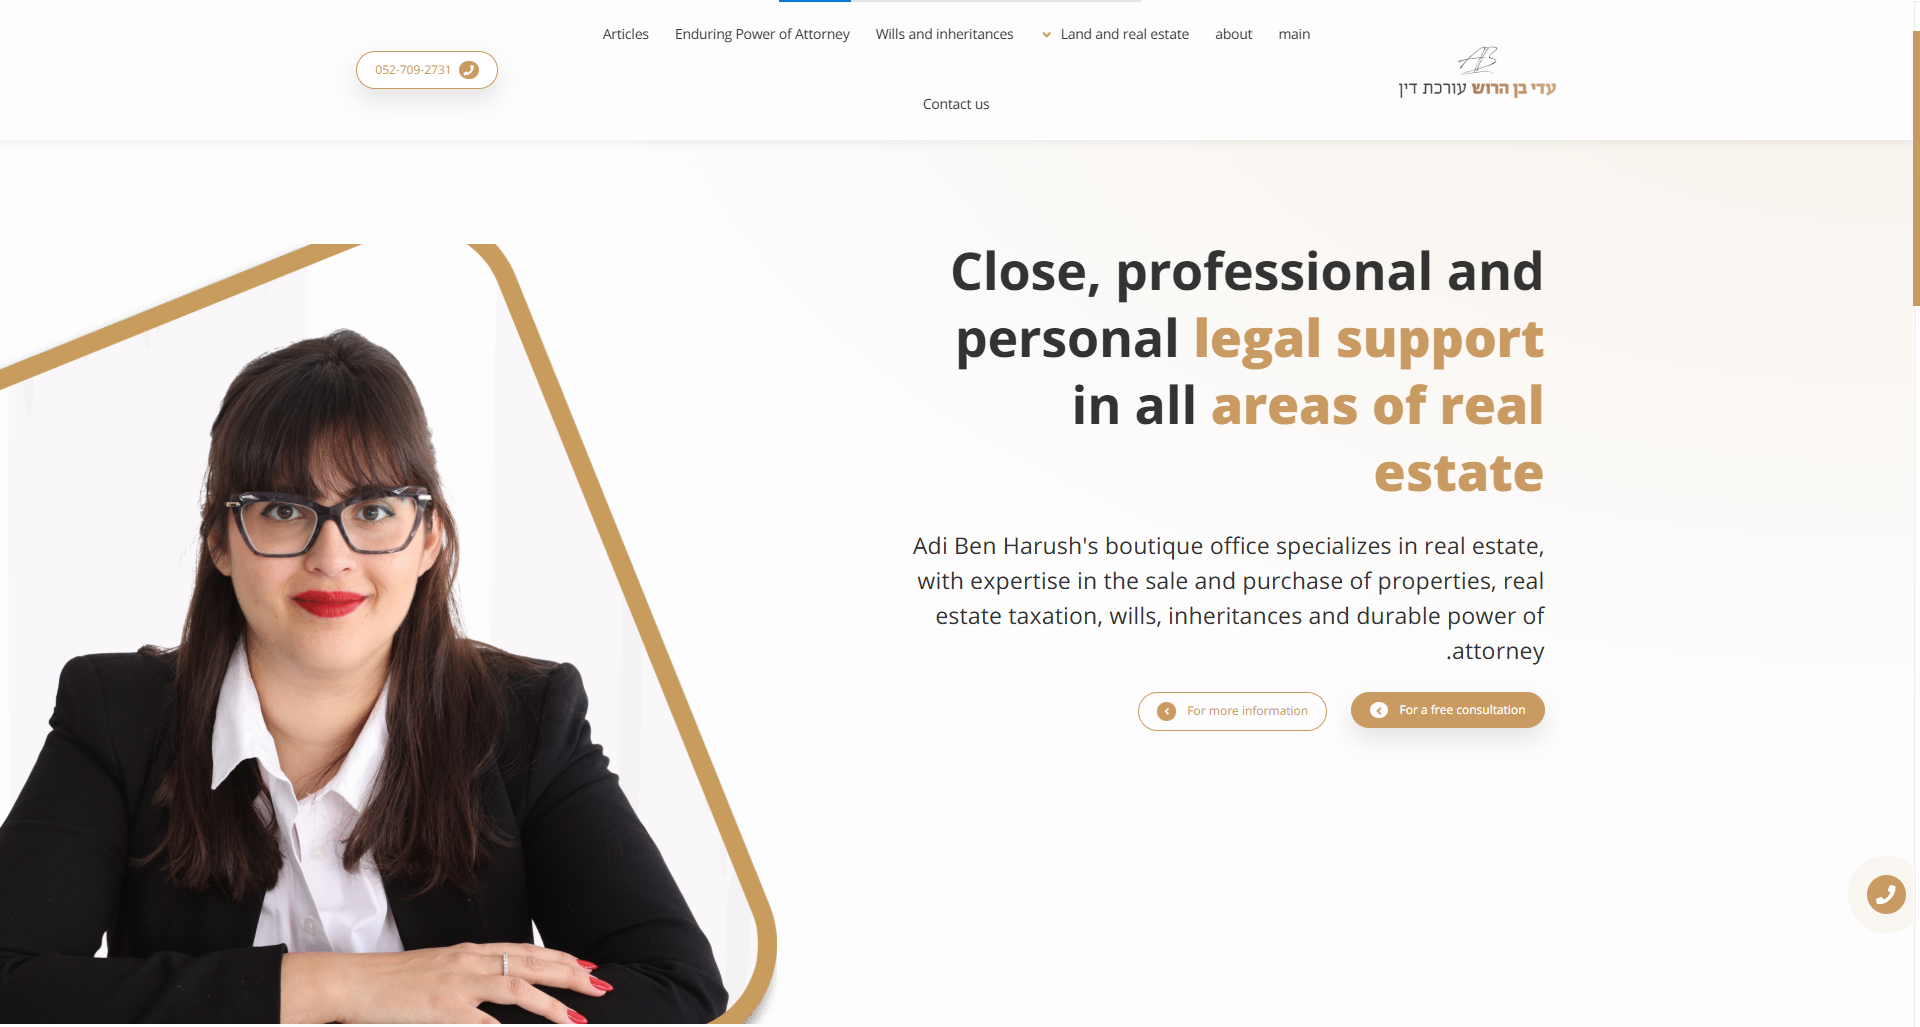 Articles
Enduring Power of Attorney
Wills and inheritances
Land and real estate
about
main
052-709-2731
AB
עדי בן הרוש עורכת דין
Contact us
Close, professional and
personal legal support
in all areas of real
estate
Adi Ben Harush's boutique office specializes in real estate,
with expertise in the sale and purchase of properties, real
estate taxation, wills, inheritances and durable power of
.attorney
For more information
For a free consultation